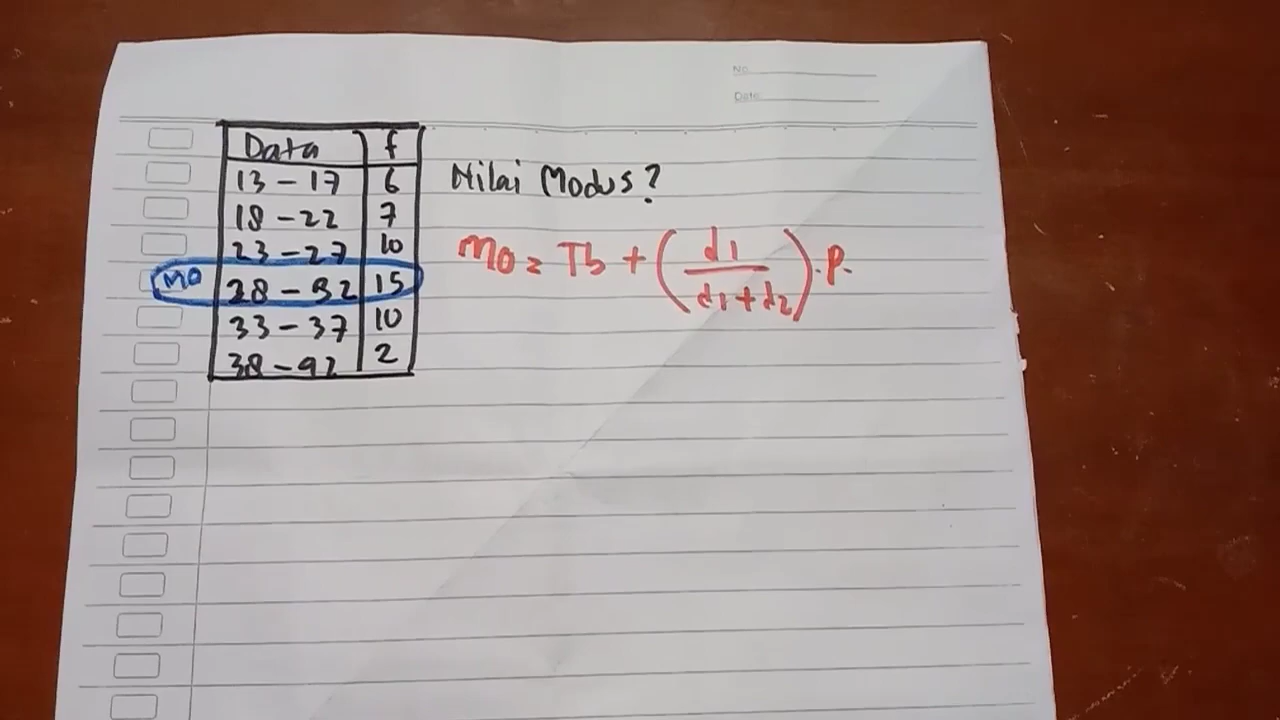 No.
Date.
Data f
13 - 17 6
18 - 22 7
23 - 27 10
Mo 28 - 32 15
33 - 37 10
38 - 42 2
Nilai Modus?
Mo = Tb + (d1 / d1 + d2) . P.